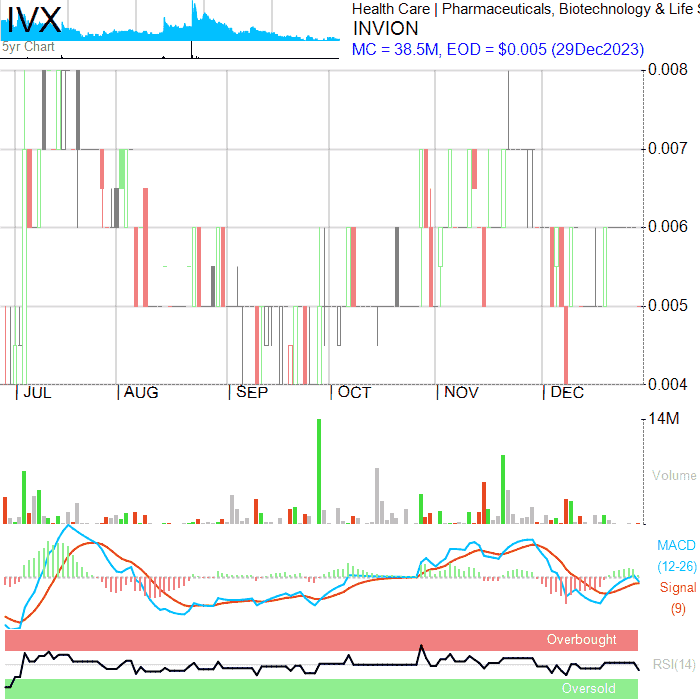 IVX
5yr Chart
Health Care | Pharmaceuticals, Biotechnology & Life S
INVION
MC = 38.5M, EOD = $0.005 (29Dec2023)
0.008
0.007
0.006
0.005
0.004
| JUL | AUG | SEP | OCT | NOV | DEC
14M
Volume
MACD
(12-26)
Signal
(9)
Overbought
RSI(14)
Oversold